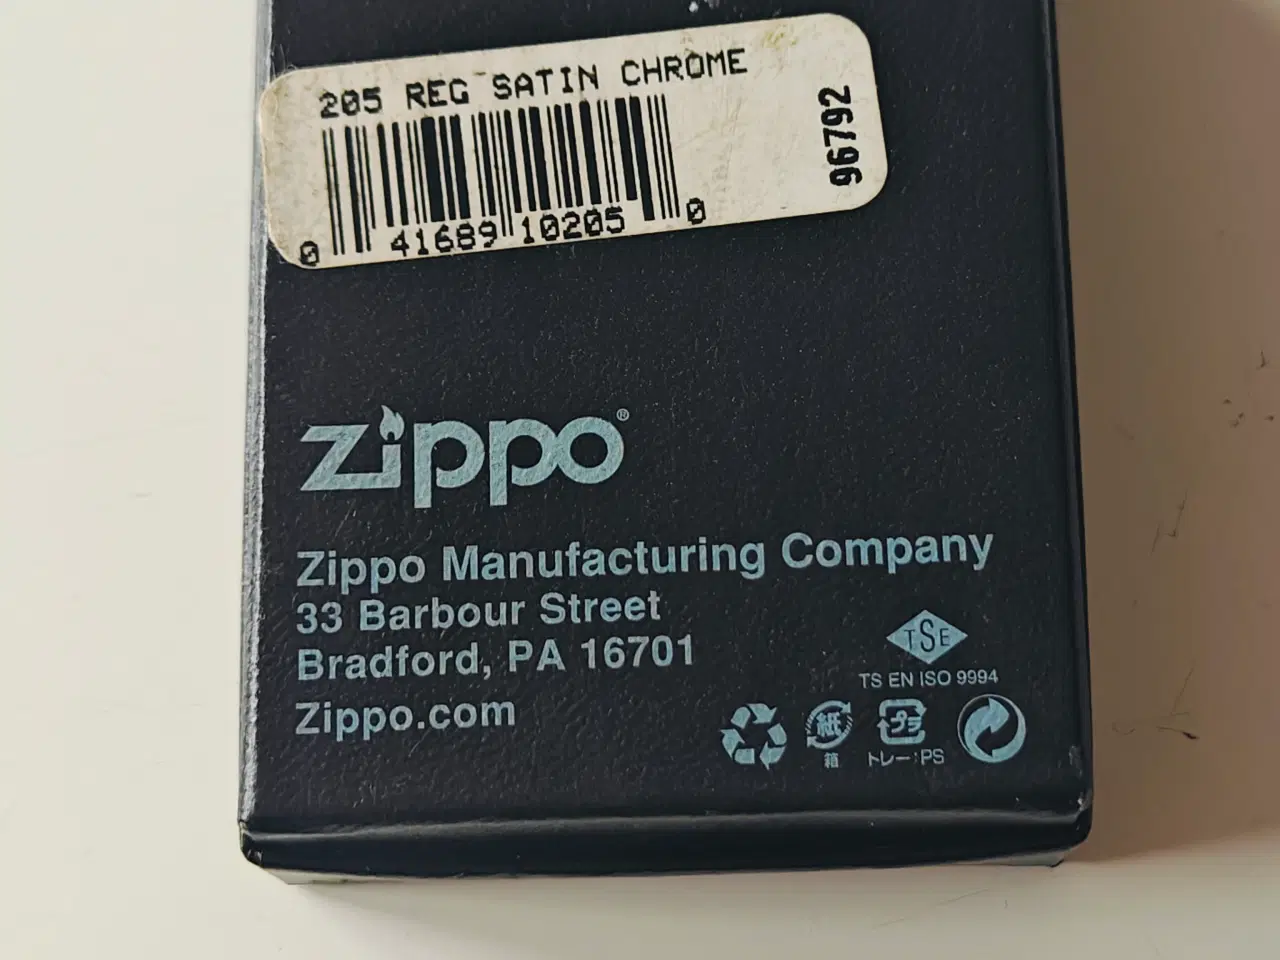 205 REG SATIN CHROME
96792
0 41689 10205 0
Zippo®
Zippo Manufacturing Company
33 Barbour Street
Bradford, PA 16701
Zippo.com
TSE
TS EN ISO 9994
紙
箱
プラ
トレー:PS